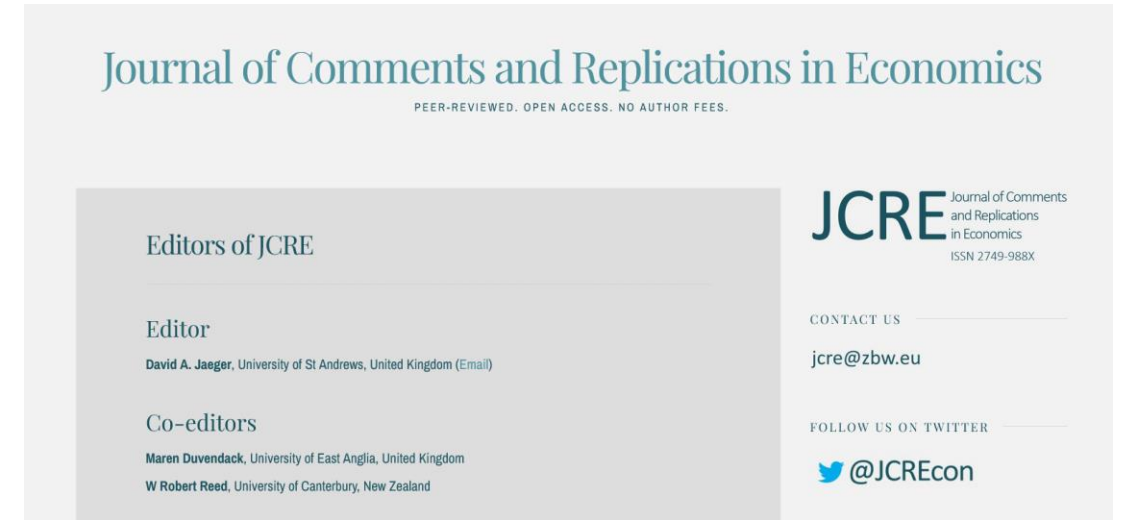 Journal of Comments and Replications in Economics
PEER-REVIEWED. OPEN ACCESS. NO AUTHOR FEES.
Editors of JCRE
Editor
David A. Jaeger, University of St Andrews, United Kingdom (Email)
Co-editors
Maren Duvendack, University of East Anglia, United Kingdom
W Robert Reed, University of Canterbury, New Zealand
JCRE
Journal of Comments
and Replications
in Economics
ISSN 2749-988X
CONTACT US
jcre@zbw.eu
FOLLOW US ON TWITTER
@JCREcon